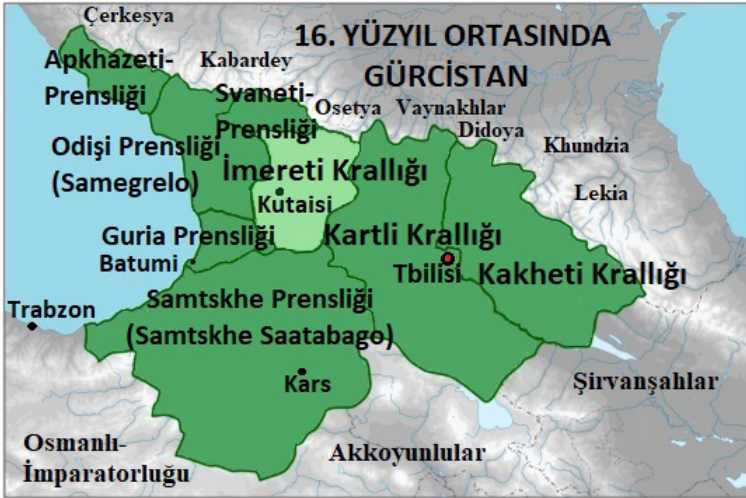 Çerkesya
16. YÜZYIL ORTASINDA
GÜRCİSTAN
Apkhazeti-
Prensliği
Kabardey
Svaneti-
Prensliği
Osetya
Vaynakhlar
Didoya
Khundzia
Lekia
Odişi Prensliği
(Samegrelo)
İmereti Krallığı
Kutaisi
Guria Prensliği
Batumi
Kartli Krallığı
Tbilisi
Kakheti Krallığı
Trabzon
Samtskhe Prensliği
(Samtskhe Saatabago)
Kars
Şirvanşahlar
Osmanlı-
İmparatorluğu
Akkoyunlular